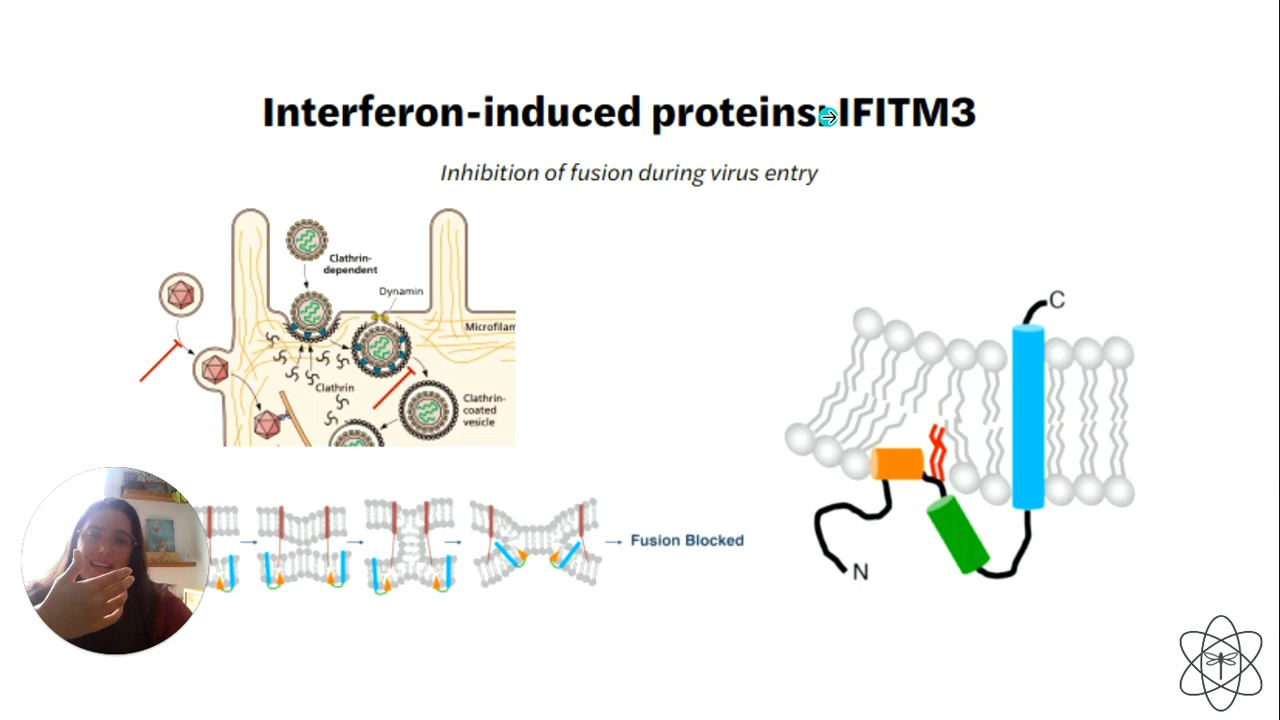 Interferon-induced proteins: IFITM3
Inhibition of fusion during virus entry
Clathrin-
dependent
Dynamin
Microfilam
Clathrin
Clathrin-
coated
vesicle
C
N
Fusion Blocked